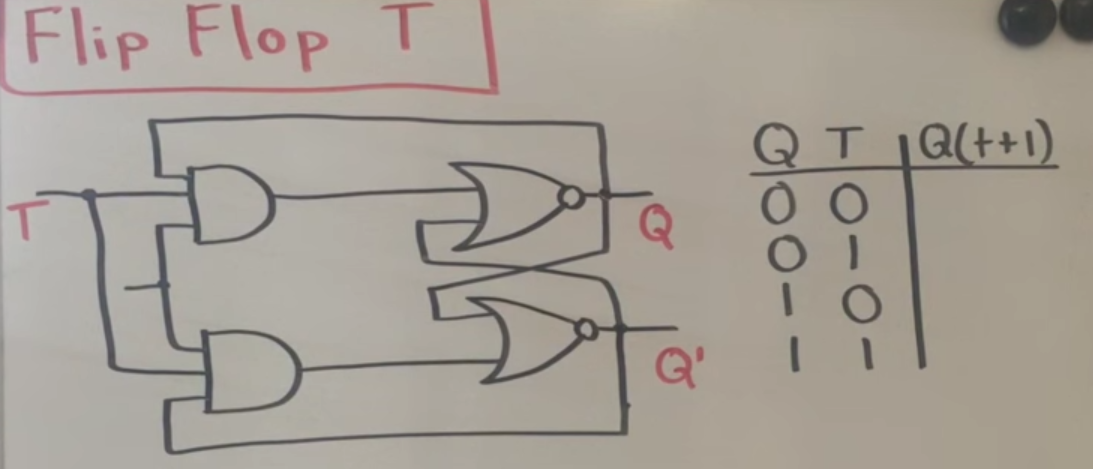 Flip Flop T
T
Q
Q'
Q T Q(t+1)
0 0
0 1
1 0
1 1